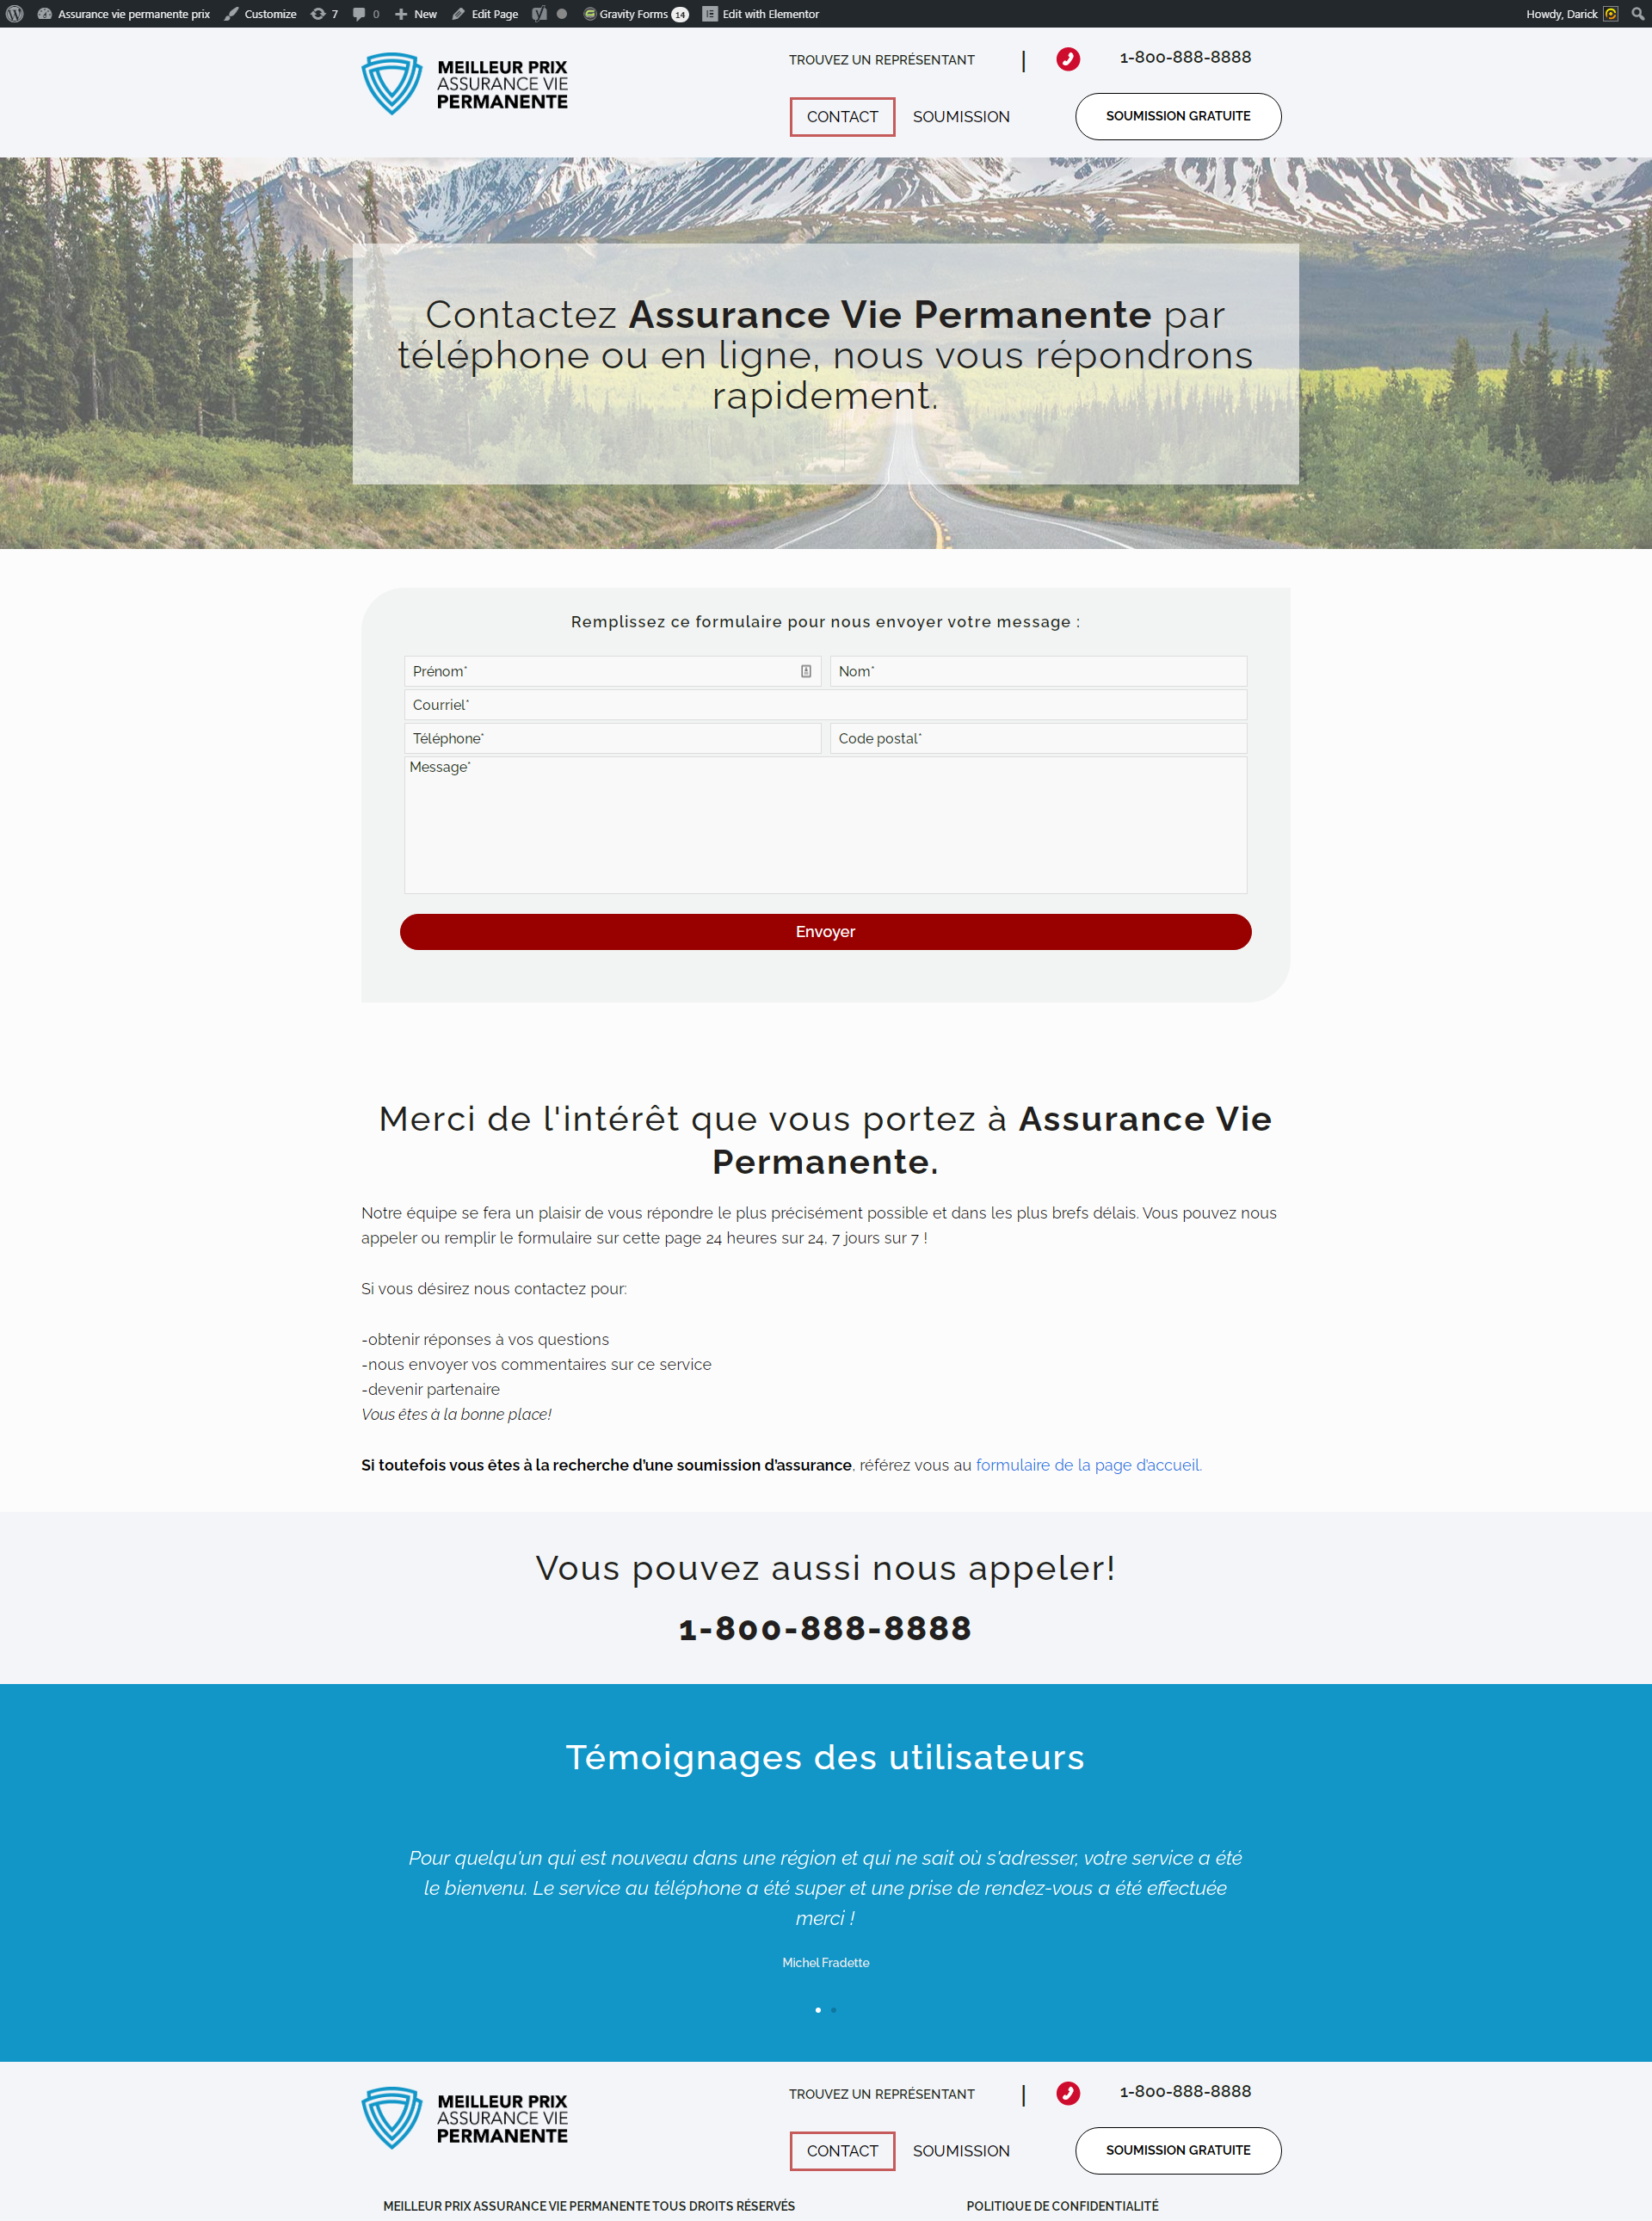 Assurance vie permanente prix Customize 7 0 New Edit Page Gravity Forms 14 Edit with Elementor Howdy, Darick
MEILLEUR PRIX
ASSURANCE VIE
PERMANENTE
TROUVEZ UN REPRÉSENTANT | 1-800-888-8888
CONTACT SOUMISSION SOUMISSION GRATUITE
Contactez Assurance Vie Permanente par
téléphone ou en ligne, nous vous répondrons
rapidement.
Remplissez ce formulaire pour nous envoyer votre message :
Prénom* Nom*
Courriel*
Téléphone* Code postal*
Message*
Envoyer
Merci de l'intérêt que vous portez à Assurance Vie
Permanente.
Notre équipe se fera un plaisir de vous répondre le plus précisément possible et dans les plus brefs délais. Vous pouvez nous
appeler ou remplir le formulaire sur cette page 24 heures sur 24, 7 jours sur 7 !
Si vous désirez nous contactez pour:
-obtenir réponses à vos questions
-nous envoyer vos commentaires sur ce service
-devenir partenaire
Vous êtes à la bonne place!
Si toutefois vous êtes à la recherche d'une soumission d'assurance, référez vous au formulaire de la page d'accueil.
Vous pouvez aussi nous appeler!
1-800-888-8888
Témoignages des utilisateurs
Pour quelqu'un qui est nouveau dans une région et qui ne sait où s'adresser, votre service a été
le bienvenu. Le service au téléphone a été super et une prise de rendez-vous a été effectuée
merci !
Michel Fradette
MEILLEUR PRIX
ASSURANCE VIE
PERMANENTE
TROUVEZ UN REPRÉSENTANT | 1-800-888-8888
CONTACT SOUMISSION SOUMISSION GRATUITE
MEILLEUR PRIX ASSURANCE VIE PERMANENTE TOUS DROITS RÉSERVÉS POLITIQUE DE CONFIDENTIALITÉ